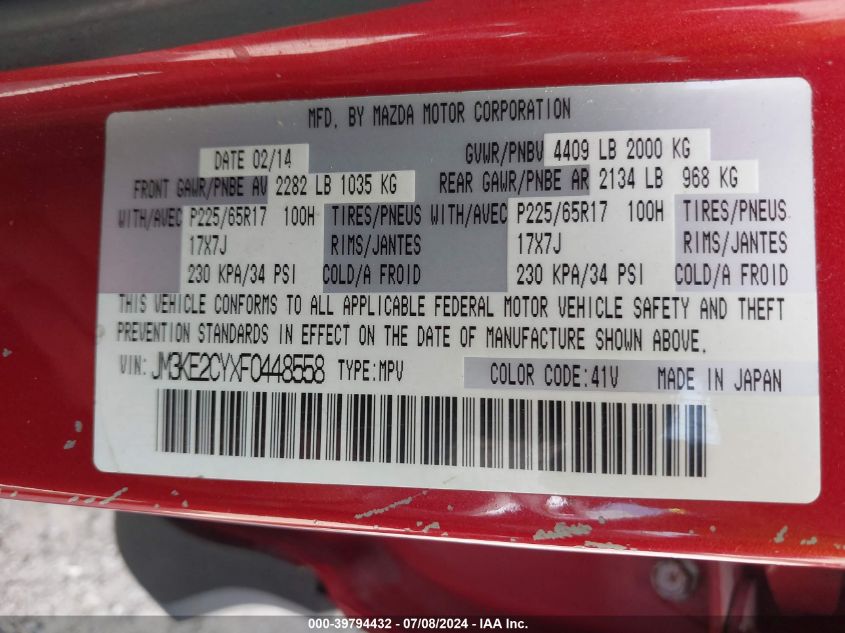 MFD. BY MAZDA MOTOR CORPORATION
DATE 02/14 GVWR/PNBV 4409 LB 2000 KG
FRONT GAWR/PNBE AV 2282 LB 1035 KG REAR GAWR/PNBE AR 2134 LB 968 KG
WITH/AVEC P225/65R17 100H TIRES/PNEUS WITH/AVEC P225/65R17 100H TIRES/PNEUS
17X7J RIMS/JANTES 17X7J RIMS/JANTES
230 KPA/34 PSI COLD/A FROID 230 KPA/34 PSI COLD/A FROID
THIS VEHICLE CONFORMS TO ALL APPLICABLE FEDERAL MOTOR VEHICLE SAFETY AND THEFT
PREVENTION STANDARDS IN EFFECT ON THE DATE OF MANUFACTURE SHOWN ABOVE.
VIN: JM3KE2CYXF0448558 TYPE:MPV COLOR CODE:41V MADE IN JAPAN
000-39794432 - 07/08/2024 - IAA Inc.